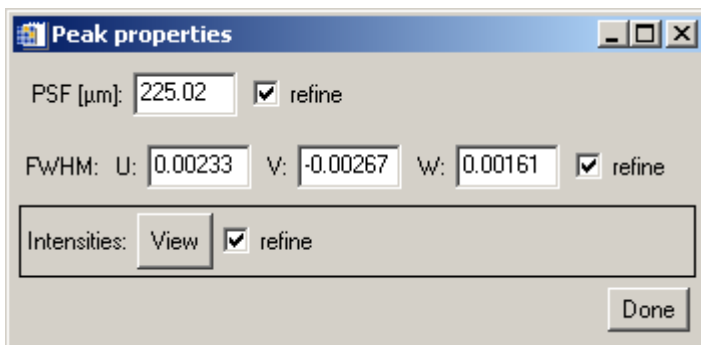 Peak properties
PSF [µm]: 225.02 refine
FWHM: U: 0.00233 V: -0.00267 W: 0.00161 refine
Intensities: View refine
Done